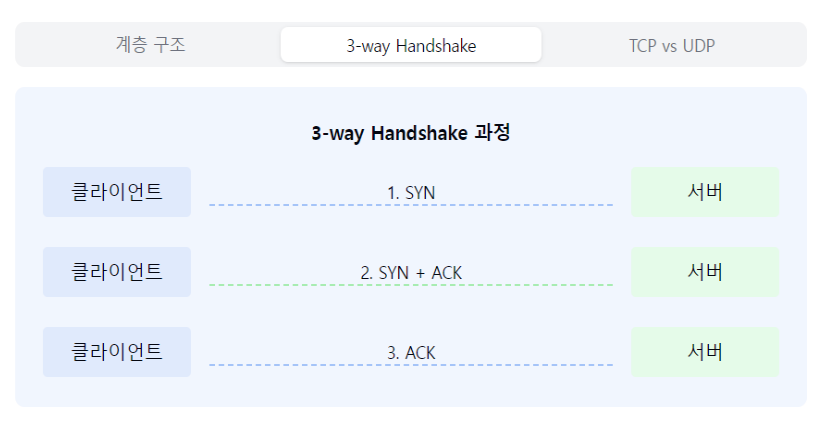 계층 구조
3-way Handshake
TCP vs UDP
3-way Handshake 과정
클라이언트 1. SYN 서버
클라이언트 2. SYN + ACK 서버
클라이언트 3. ACK 서버